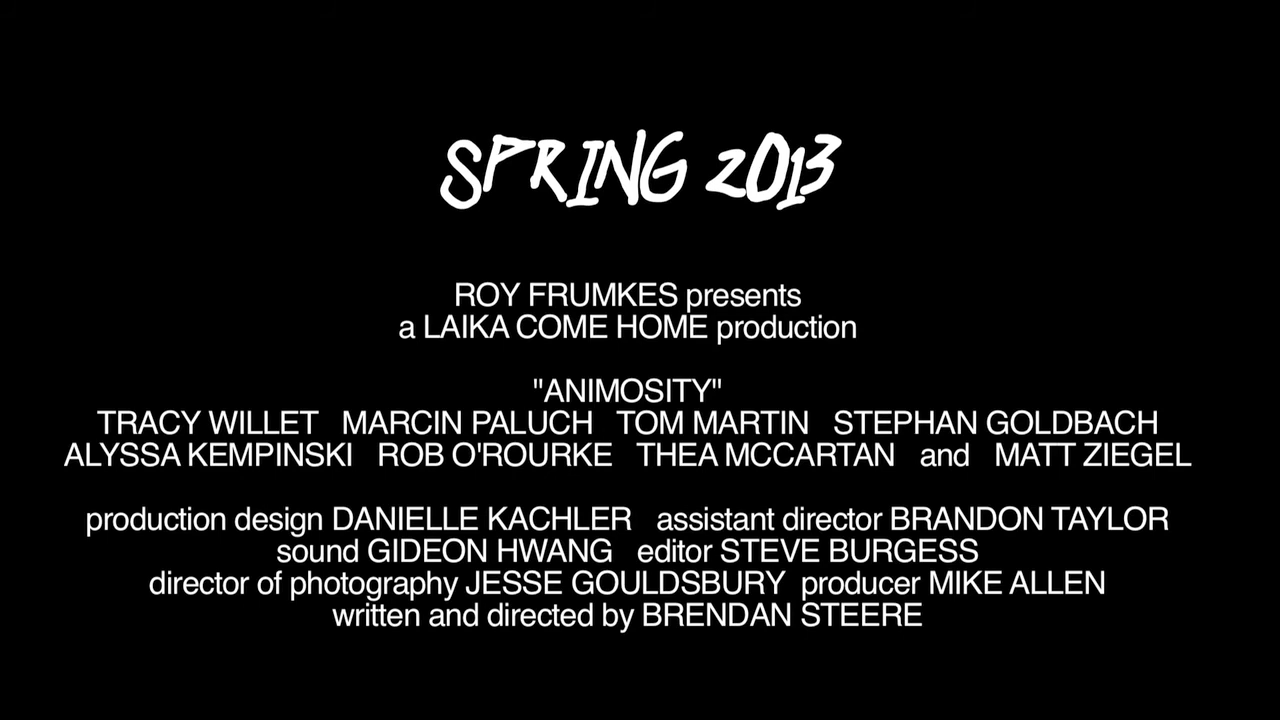 SPRING 2013
ROY FRUMKES presents
a LAIKA COME HOME production
"ANIMOSITY"
TRACY WILLET MARCIN PALUCH TOM MARTIN STEPHAN GOLDBACH
ALYSSA KEMPINSKI ROB O'ROURKE THEA MCCARTAN and MATT ZIEGEL
production design DANIELLE KACHLER assistant director BRANDON TAYLOR
sound GIDEON HWANG editor STEVE BURGESS
director of photography JESSE GOULDSBURY producer MIKE ALLEN
written and directed by BRENDAN STEERE